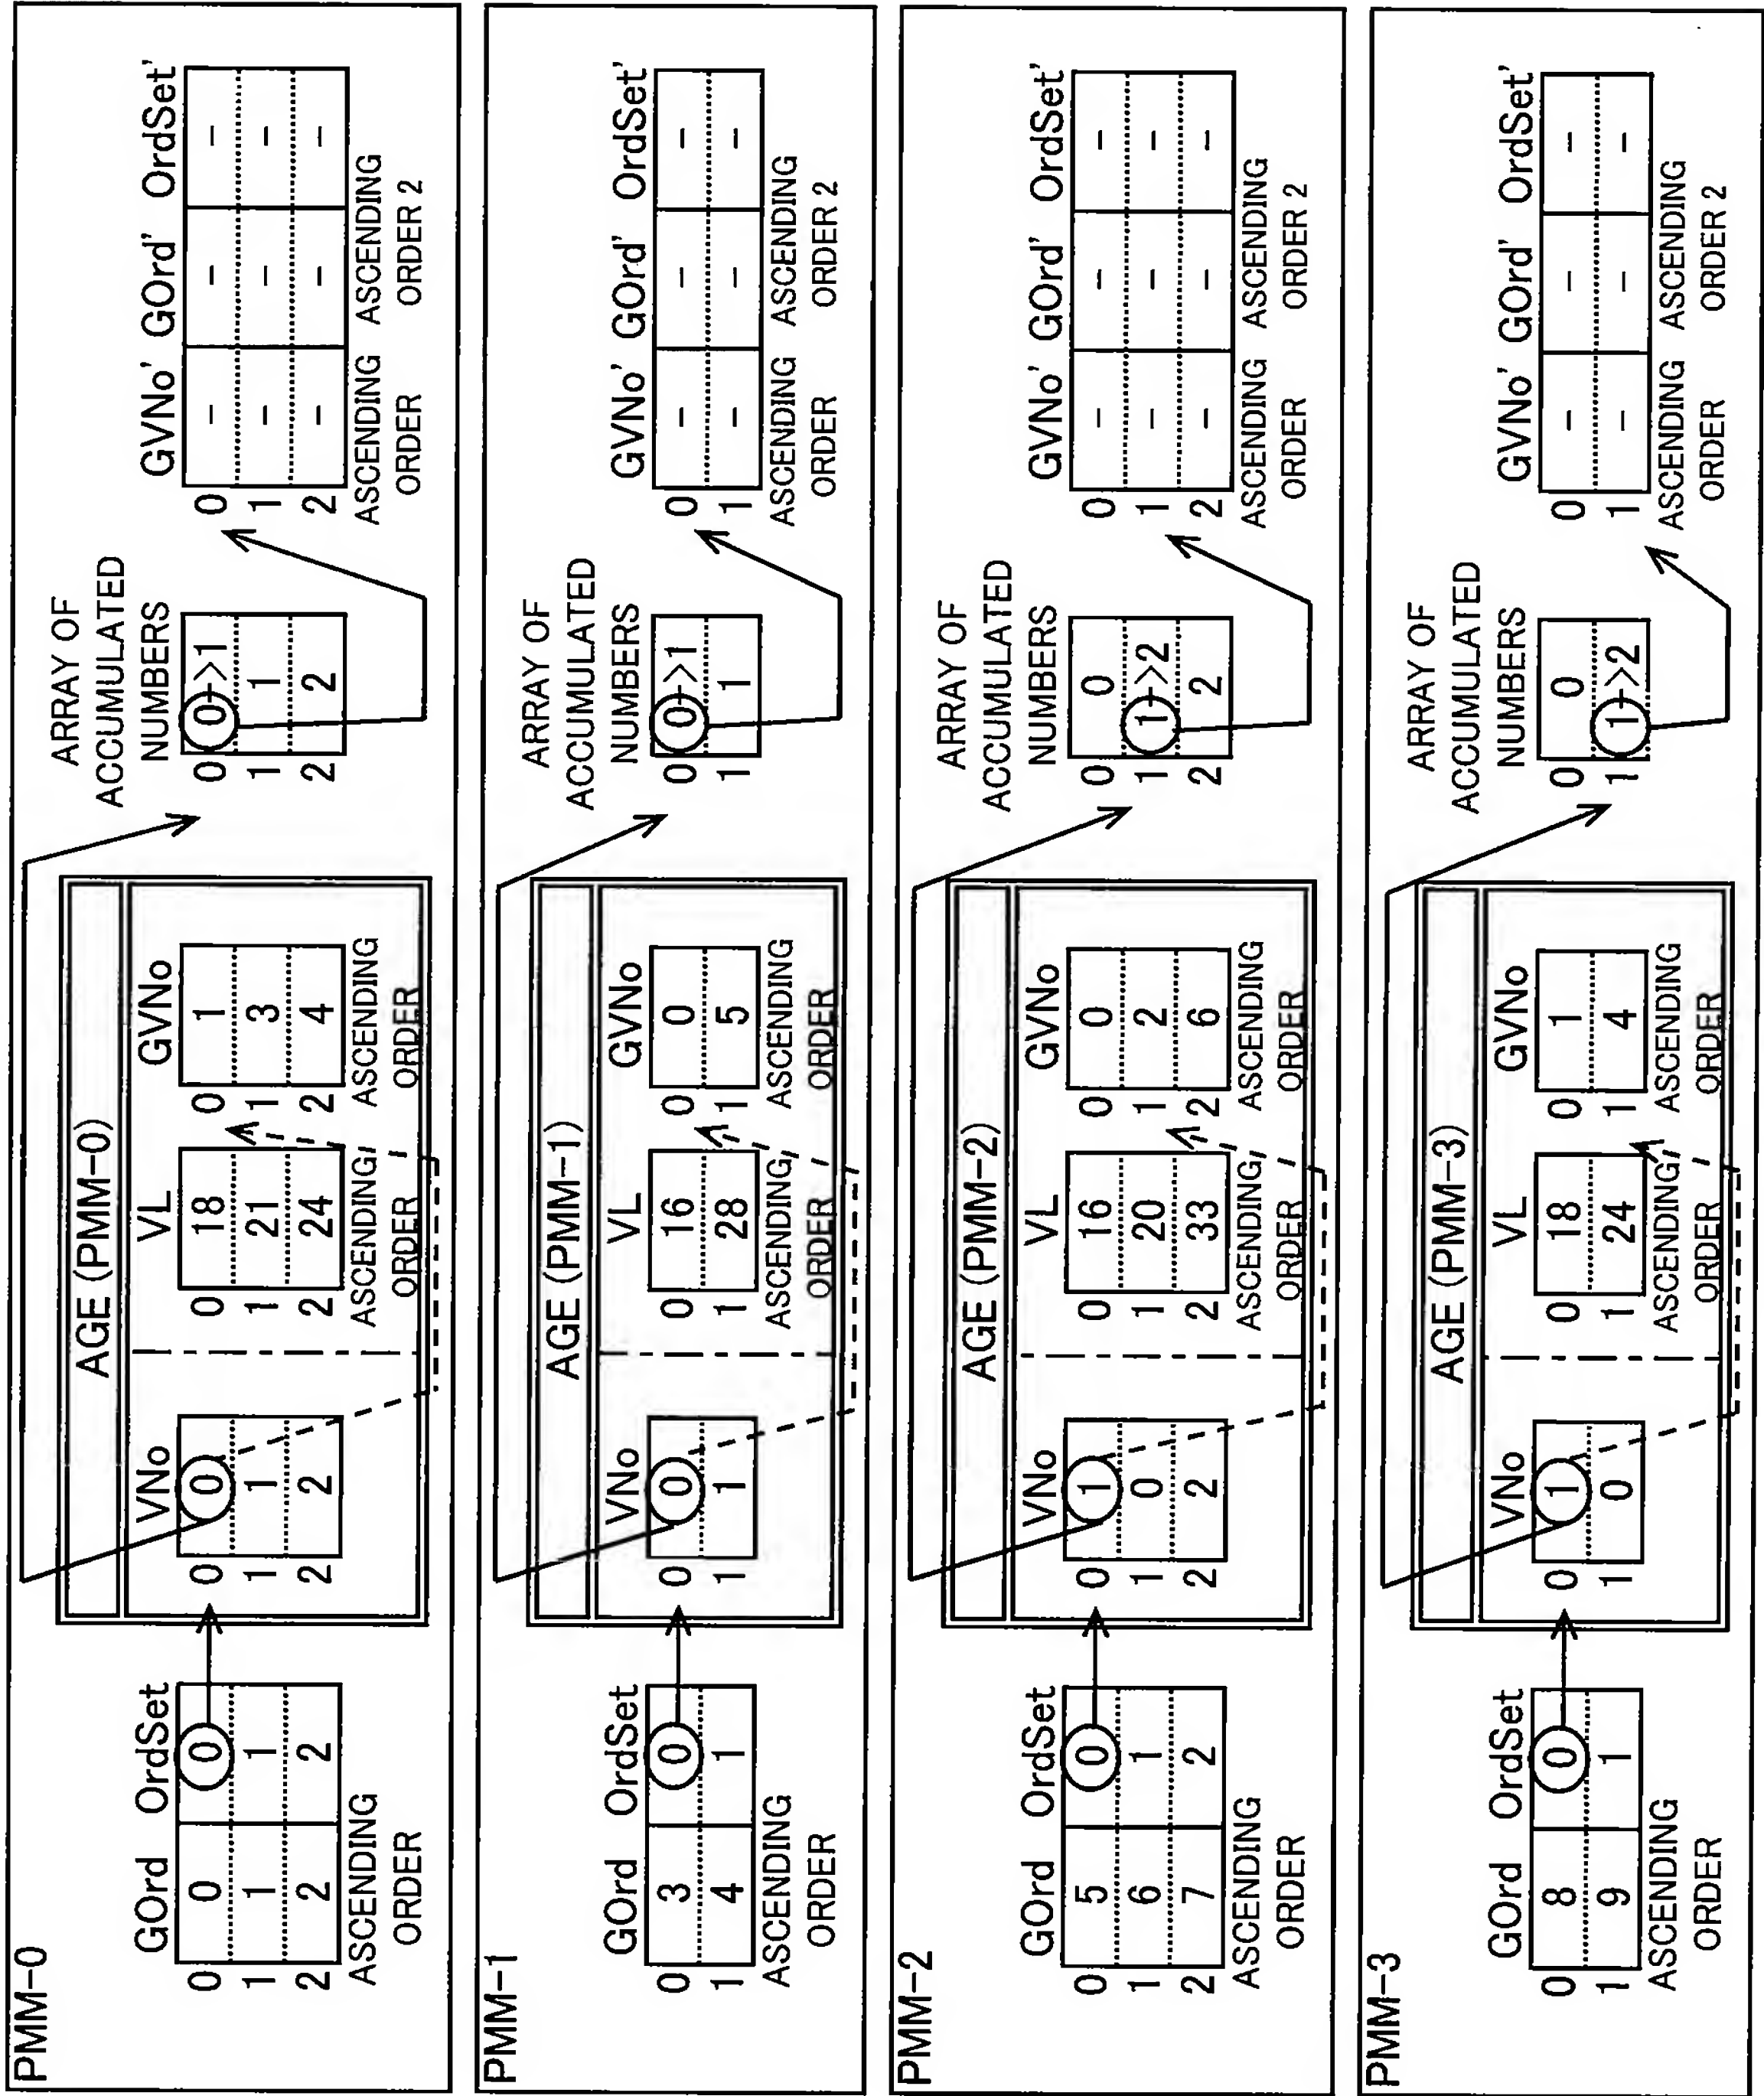 PMM-0
GOrd OrdSet
0 0 0
1 1 1
2 2 2
ASCENDING
ORDER
AGE (PMM-0)
VNo
0 0
1 1
2 2
VL
0 18
1 21
2 24
ASCENDING
ORDER
GVNo
0 1
1 3
2 4
ASCENDING
ORDER
ARRAY OF
ACCUMULATED
NUMBERS
0 0->1
1 1
2 2
GVNo' GOrd' OrdSet'
0 - - -
1 - - -
2 - - -
ASCENDING ASCENDING
ORDER ORDER 2
PMM-1
GOrd OrdSet
0 3 0
1 4 1
ASCENDING
ORDER
AGE (PMM-1)
VNo
0 0
1 1
VL
0 16
1 28
ASCENDING
ORDER
GVNo
0 0
1 5
ASCENDING
ORDER
ARRAY OF
ACCUMULATED
NUMBERS
0 0->1
1 1
GVNo' GOrd' OrdSet'
0 - - -
1 - - -
ASCENDING ASCENDING
ORDER ORDER 2
PMM-2
GOrd OrdSet
0 5 0
1 6 1
2 7 2
ASCENDING
ORDER
AGE (PMM-2)
VNo
0 1
1 0
2 2
VL
0 16
1 20
2 33
ASCENDING
ORDER
GVNo
0 0
1 2
2 6
ASCENDING
ORDER
ARRAY OF
ACCUMULATED
NUMBERS
0 0
1 1->2
2 2
GVNo' GOrd' OrdSet'
0 - - -
1 - - -
2 - - -
ASCENDING ASCENDING
ORDER ORDER 2
PMM-3
GOrd OrdSet
0 8 0
1 9 1
ASCENDING
ORDER
AGE (PMM-3)
VNo
0 1
1 0
VL
0 18
1 24
ASCENDING
ORDER
GVNo
0 1
1 4
ASCENDING
ORDER
ARRAY OF
ACCUMULATED
NUMBERS
0 0
1 1->2
GVNo' GOrd' OrdSet'
0 - - -
1 - - -
ASCENDING ASCENDING
ORDER ORDER 2